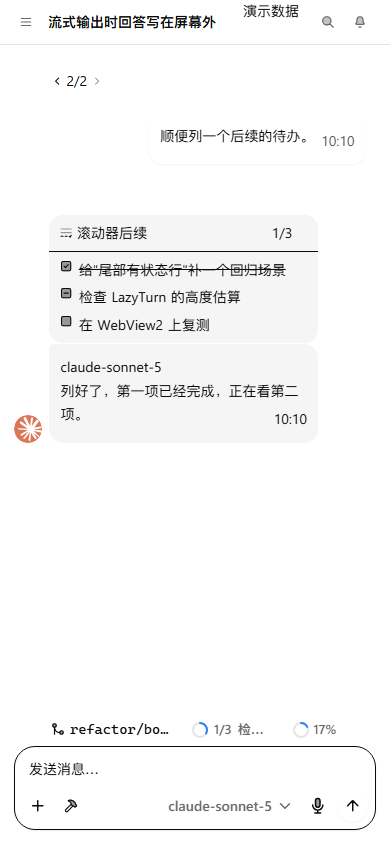 演示数据
流式输出时回答写在屏幕外
2/2
顺便列一个后续的待办。 10:10
滚动器后续 1/3
给"尾部有状态行"补一个回归场景
检查 LazyTurn 的高度估算
在 WebView2 上复测
claude-sonnet-5
列好了，第一项已经完成，正在看第二
项。 10:10
refactor/bo… 1/3 检… 17%
发送消息...
claude-sonnet-5